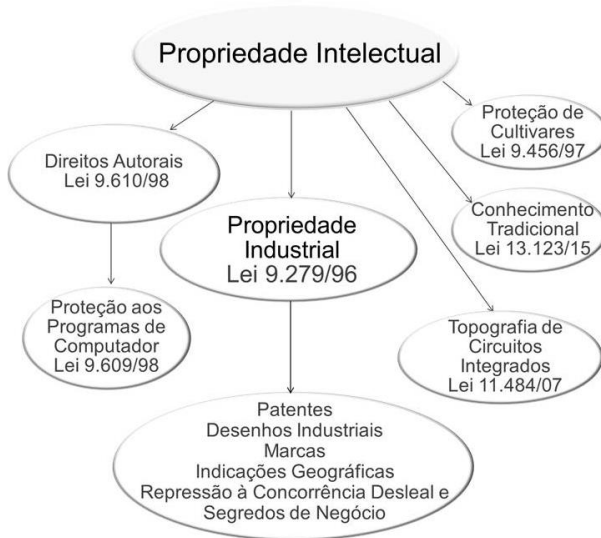 Propriedade Intelectual
Direitos Autorais
Lei 9.610/98
Proteção aos
Programas de
Computador
Lei 9.609/98
Propriedade
Industrial
Lei 9.279/96
Patentes
Desenhos Industriais
Marcas
Indicações Geográficas
Repressão à Concorrência Desleal e
Segredos de Negócio
Proteção de
Cultivares
Lei 9.456/97
Conhecimento
Tradicional
Lei 13.123/15
Topografia de
Circuitos
Integrados
Lei 11.484/07